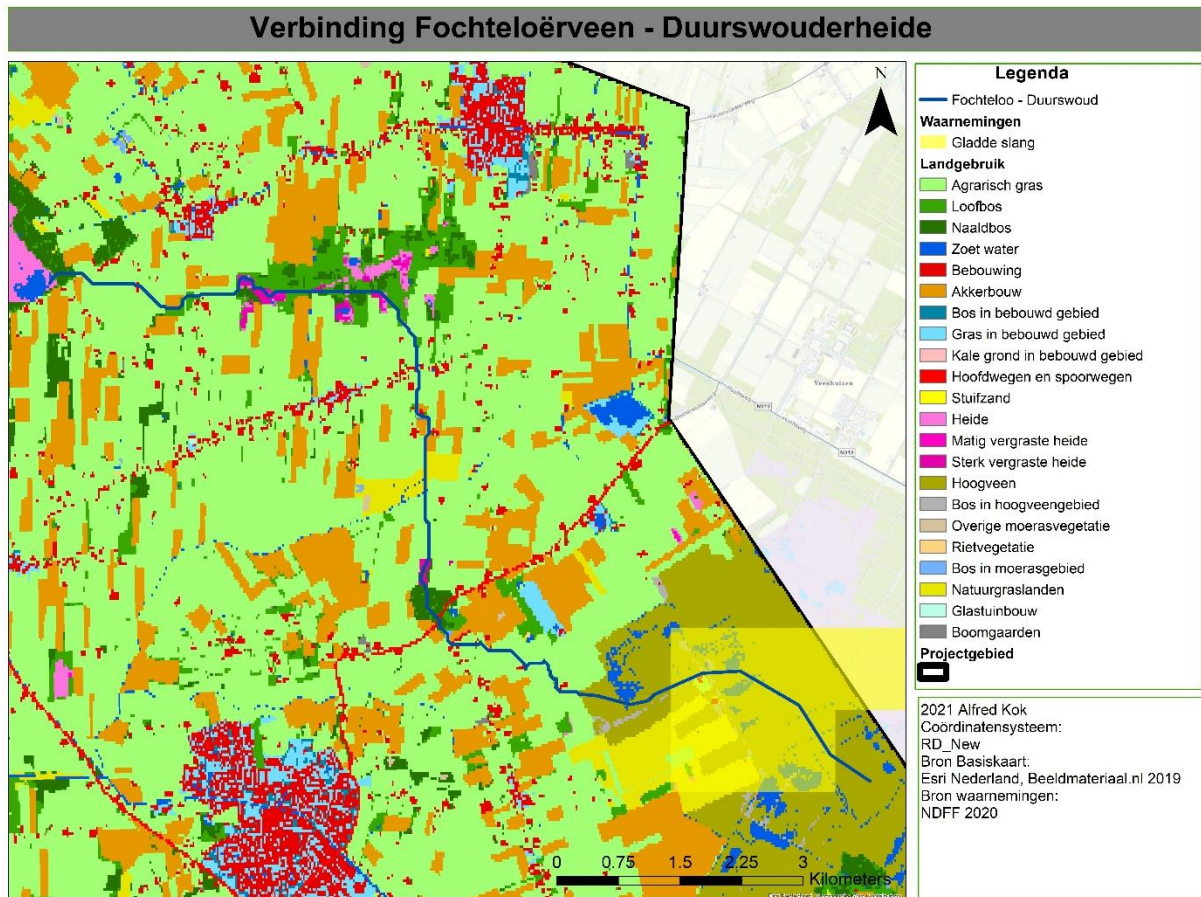 Verbinding Fochteloërveen - Duurswouderheide
N
Veenhuizen
N919
N919
0 0.75 1.5 2.25 3
Kilometers
Legenda
Fochteloo - Duurswoud
Waarnemingen
Gladde slang
Landgebruik
Agrarisch gras
Loofbos
Naaldbos
Zoet water
Bebouwing
Akkerbouw
Bos in bebouwd gebied
Gras in bebouwd gebied
Kale grond in bebouwd gebied
Hoofdwegen en spoorwegen
Stuifzand
Heide
Matig vergraste heide
Sterk vergraste heide
Hoogveen
Bos in hoogveengebied
Overige moerasvegetatie
Rietvegetatie
Bos in moerasgebied
Natuurgraslanden
Glastuinbouw
Boomgaarden
Projectgebied
2021 Alfred Kok
Coördinatensysteem:
RD_New
Bron Basiskaart:
Esri Nederland, Beeldmateriaal.nl 2019
Bron waarnemingen:
NDFF 2020